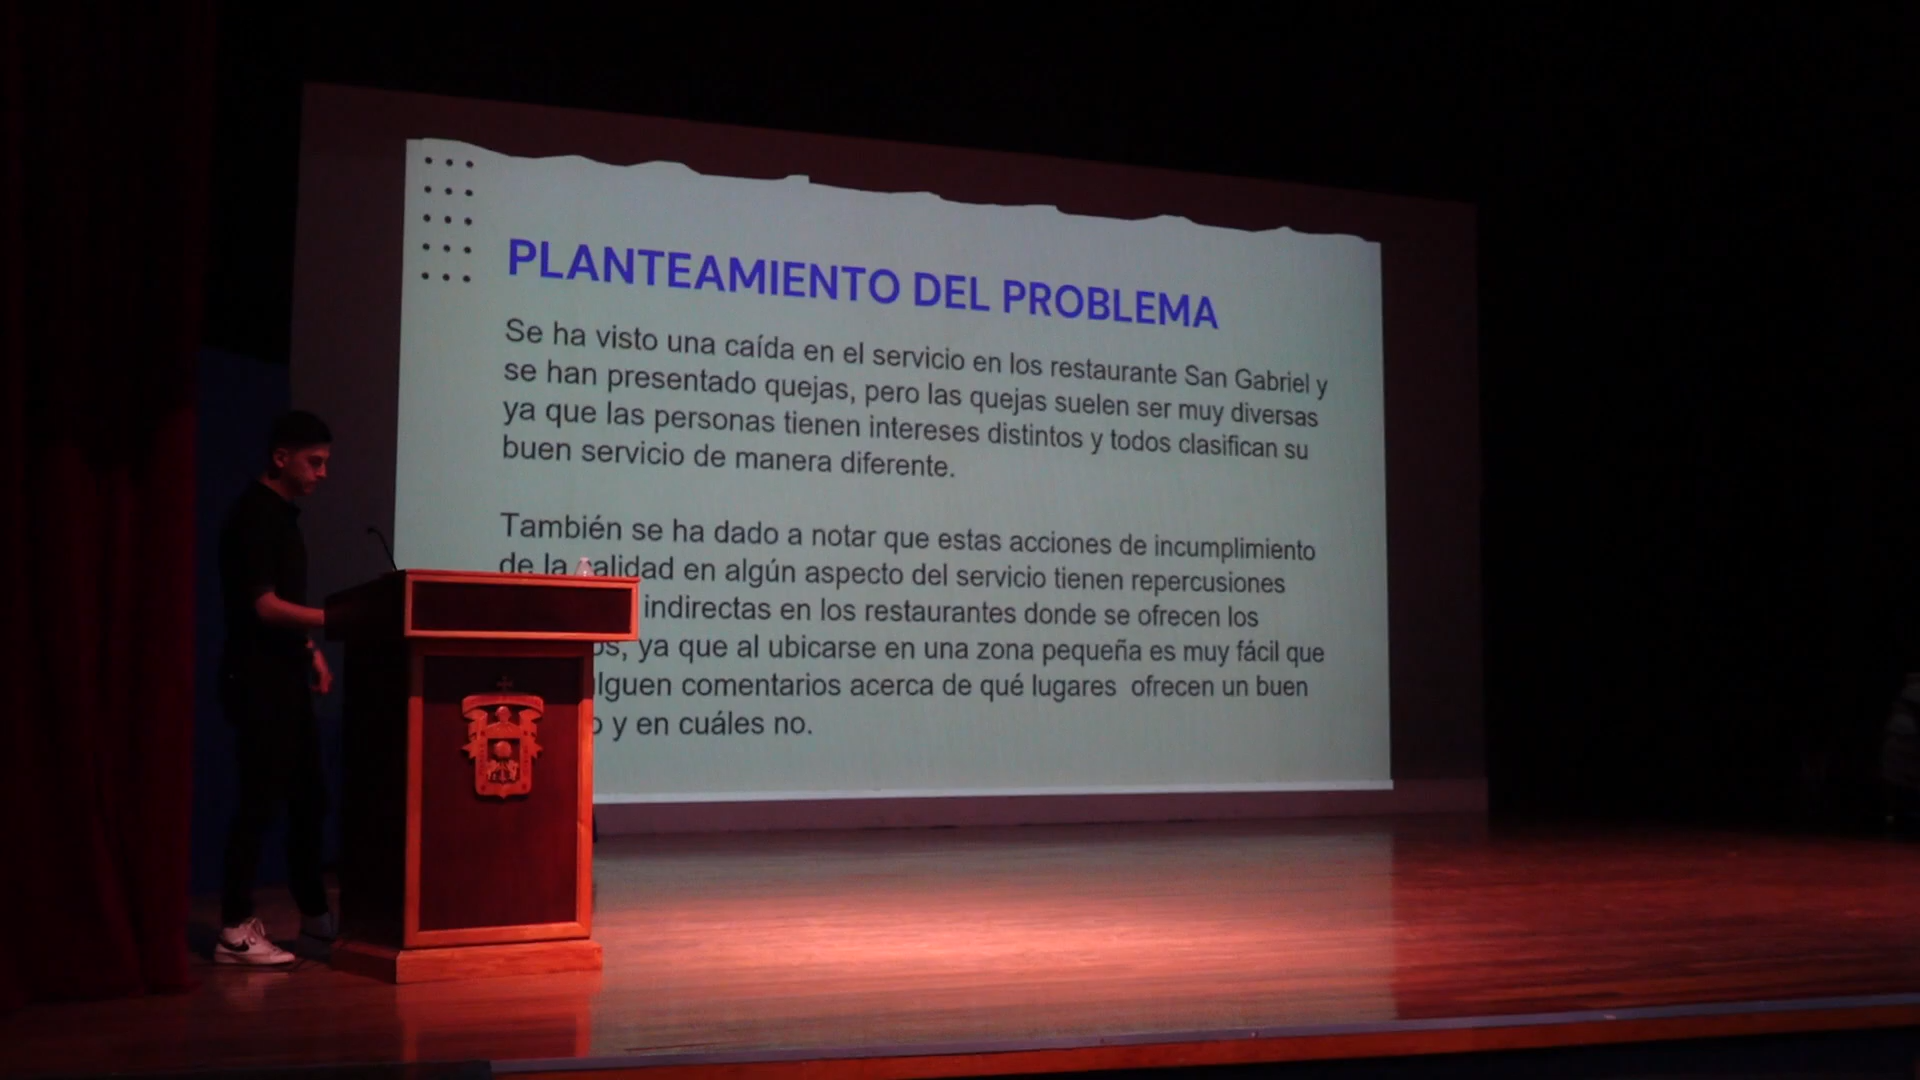 PLANTEAMIENTO DEL PROBLEMA
Se ha visto una caída en el servicio en los restaurante San Gabriel y
se han presentado quejas, pero las quejas suelen ser muy diversas
ya que las personas tienen intereses distintos y todos clasifican su
buen servicio de manera diferente.
También se ha dado a notar que estas acciones de incumplimiento
de la calidad en algún aspecto del servicio tienen repercusiones
indirectas en los restaurantes donde se ofrecen los
ya que al ubicarse en una zona pequeña es muy fácil que
comentarios acerca de qué lugares ofrecen un buen
y en cuáles no.